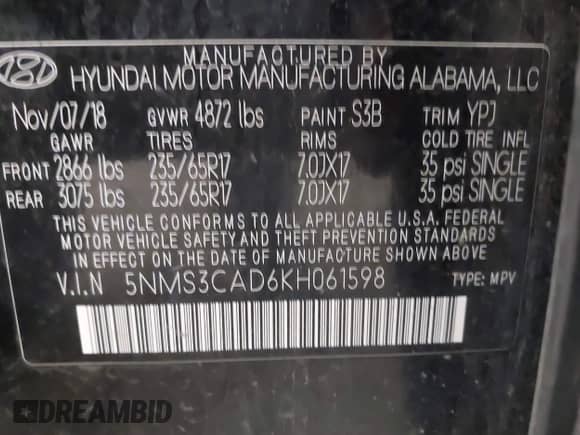 MANUFACTURED BY
HYUNDAI MOTOR MANUFACTURING ALABAMA, LLC
Nov/07/18 GVWR 4872 lbs PAINT S3B TRIM YPJ
GAWR TIRES RIMS COLD TIRE INFL
FRONT 2866 lbs 235/65R17 7.0JX17 35 psi SINGLE
REAR 3075 lbs 235/65R17 7.0JX17 35 psi SINGLE
THIS VEHICLE CONFORMS TO ALL APPLICABLE U.S.A. FEDERAL
MOTOR VEHICLE SAFETY AND THEFT PREVENTION STANDARDS
IN EFFECT ON THE DATE OF MANUFACTURE SHOWN ABOVE.
V.I.N 5NMS3CAD6KH061598 TYPE: MPV
DREAMBID